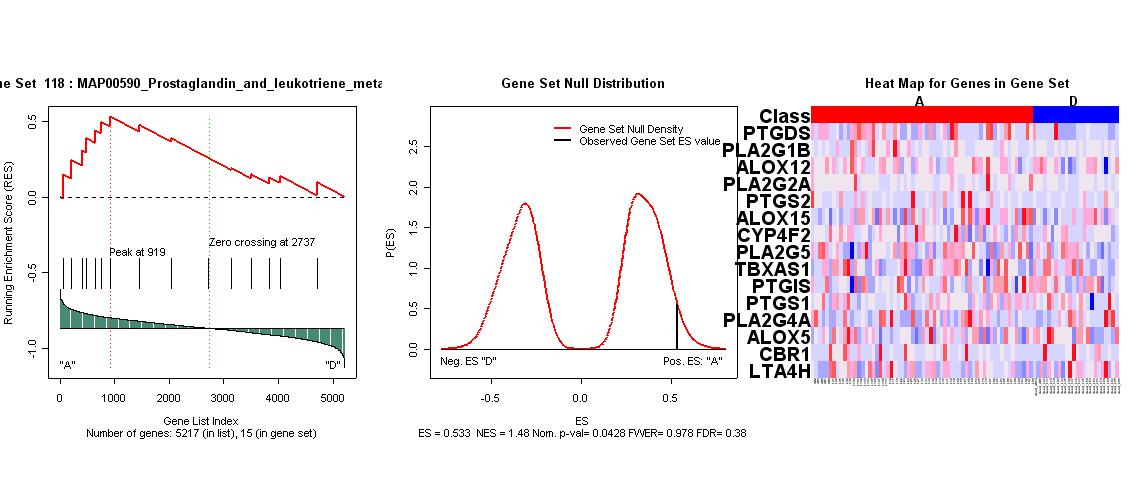 ne Set 118 : MAP00590_Prostaglandin_and_leukotriene_meta
Running Enrichment Score (RES)
0.5
0.0
-0.5
-1.0
Peak at 919
Zero crossing at 2737
"A"
"D"
0 1000 2000 3000 4000 5000
Gene List Index
Number of genes: 5217 (in list), 15 (in gene set)
Gene Set Null Distribution
P(ES)
2.5
2.0
1.5
1.0
0.5
0.0
Gene Set Null Density
Observed Gene Set ES value
Neg. ES "D"
Pos. ES: "A"
-0.5 0.0 0.5
ES
ES = 0.533 NES = 1.48 Nom. p-val= 0.0428 FWER= 0.978 FDR= 0.38
Heat Map for Genes in Gene Set
A D
Class
PTGDS
PLA2G1B
ALOX12
PLA2G2A
PTGS2
ALOX15
CYP4F2
PLA2G5
TBXAS1
PTGIS
PTGS1
PLA2G4A
ALOX5
CBR1
LTA4H